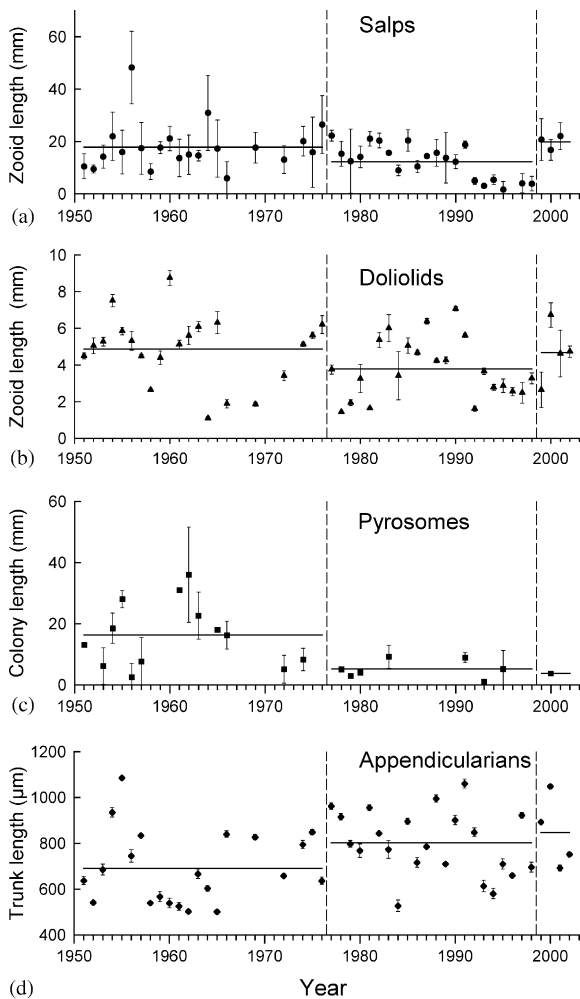 Salps
Zooid length (mm)
60
40
20
0
1950 1960 1970 1980 1990 2000
(a)
Doliolids
Zooid length (mm)
10
8
6
4
2
0
1950 1960 1970 1980 1990 2000
(b)
Pyrosomes
Colony length (mm)
60
40
20
0
1950 1960 1970 1980 1990 2000
(c)
Appendicularians
Trunk length (µm)
1200
1000
800
600
400
1950 1960 1970 1980 1990 2000
(d)
Year